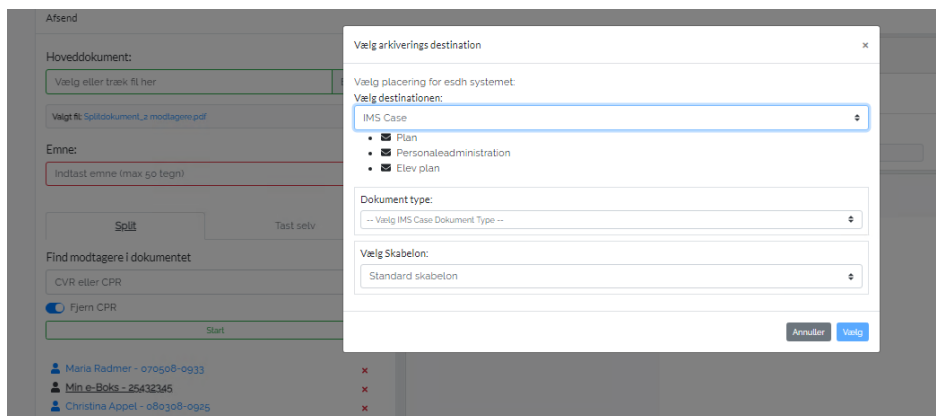 Afsend
Hoveddokument:
Vælg eller træk fil her
Valgt fil: Splitdokument_2 modtagere.pdf
Emne:
Indtast emne (max 50 tegn)
Split
Tast selv
Find modtagere i dokumentet
CVR eller CPR
Fjern CPR
Start
Maria Radmer - 070508-0933
Min e-Boks - 25432345
Christina Appel - 080308-0925
Vælg arkiverings destination
Vælg placering for esdh systemet:
Vælg destinationen:
IMS Case
Plan
Personaleadministration
Elev plan
Dokument type:
-- Vælg IMS Case Dokument Type --
Vælg Skabelon:
Standard skabelon
Annuller
Vælg